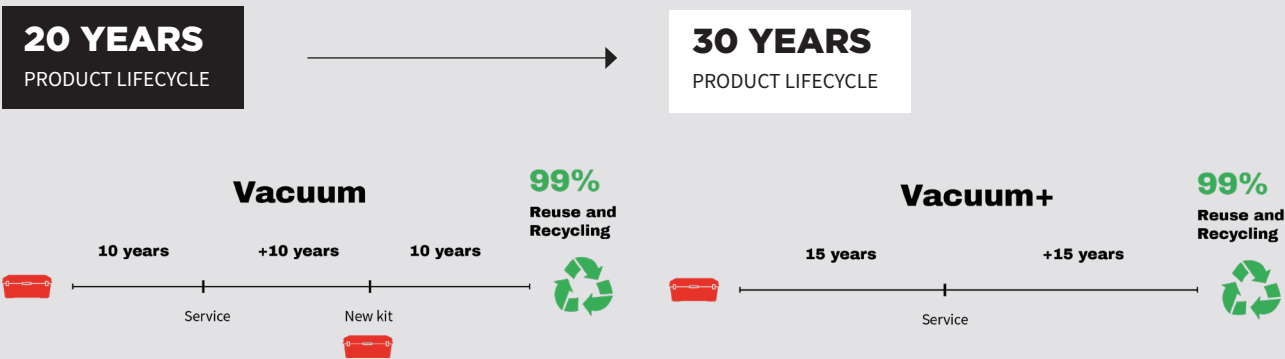 20 YEARS
PRODUCT LIFECYCLE
30 YEARS
PRODUCT LIFECYCLE
Vacuum
99%
Reuse and
Recycling
10 years
+10 years
10 years
Service
New kit
Vacuum+
99%
Reuse and
Recycling
15 years
+15 years
Service